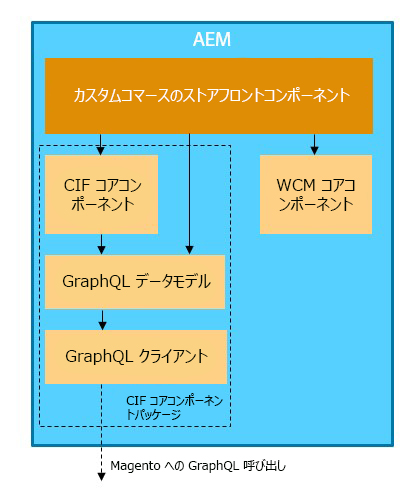 AEM
カスタムコマースのストアフロントコンポーネント
CIF コアコン
ポーネント
WCM コアコ
ンポーネント
GraphQL データモデル
GraphQL クライアント
CIF コアコンポーネン
トパッケージ
Magento への GraphQL 呼び出し